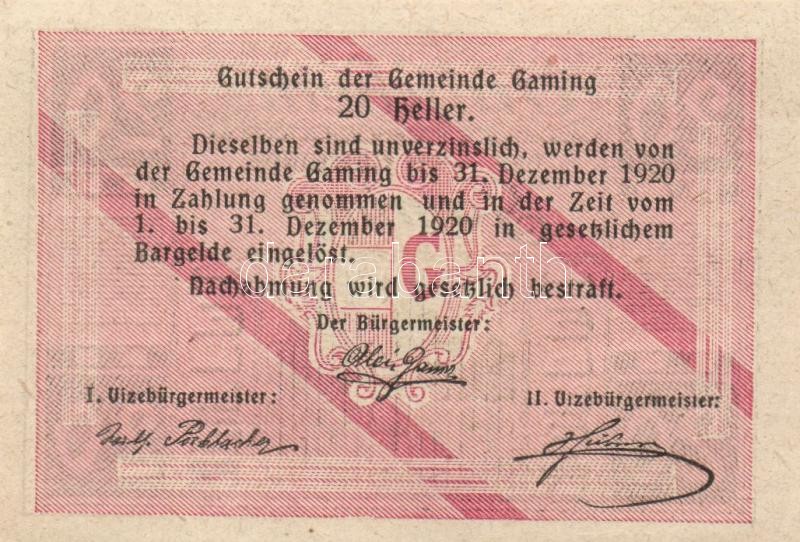 Gutschein der Gemeinde Gaming
20 Heller.
Dieselben sind unverzinslich, werden von
der Gemeinde Gaming bis 31. Dezember 1920
in Zahlung genommen und in der Zeit vom
1. bis 31. Dezember 1920 in gesetzlichem
Bargelde eingelöst.
G
darabanth
Nachahmung wird gesetzlich bestraft.
Der Bürgermeister:
I. Vizebürgermeister:
II. Vizebürgermeister: